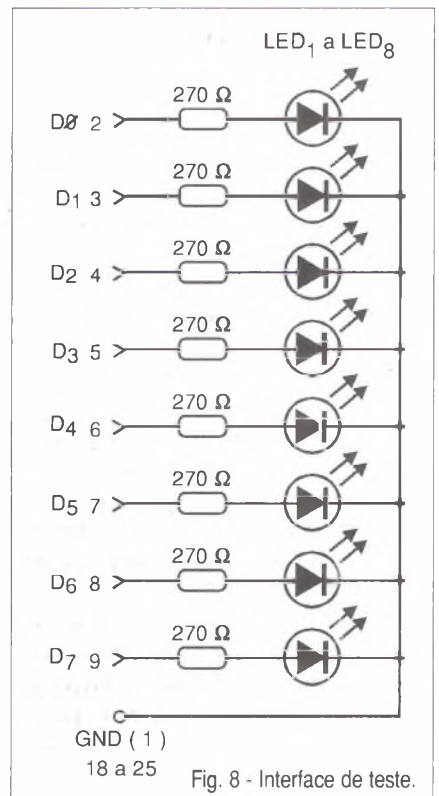 LED1 a LED8
270 Ω
DØ 2
270 Ω
D1 3
270 Ω
D2 4
270 Ω
D3 5
270 Ω
D4 6
270 Ω
D5 7
270 Ω
D6 8
270 Ω
D7 9
GND ( 1 )
18 a 25
Fig. 8 - Interface de teste.